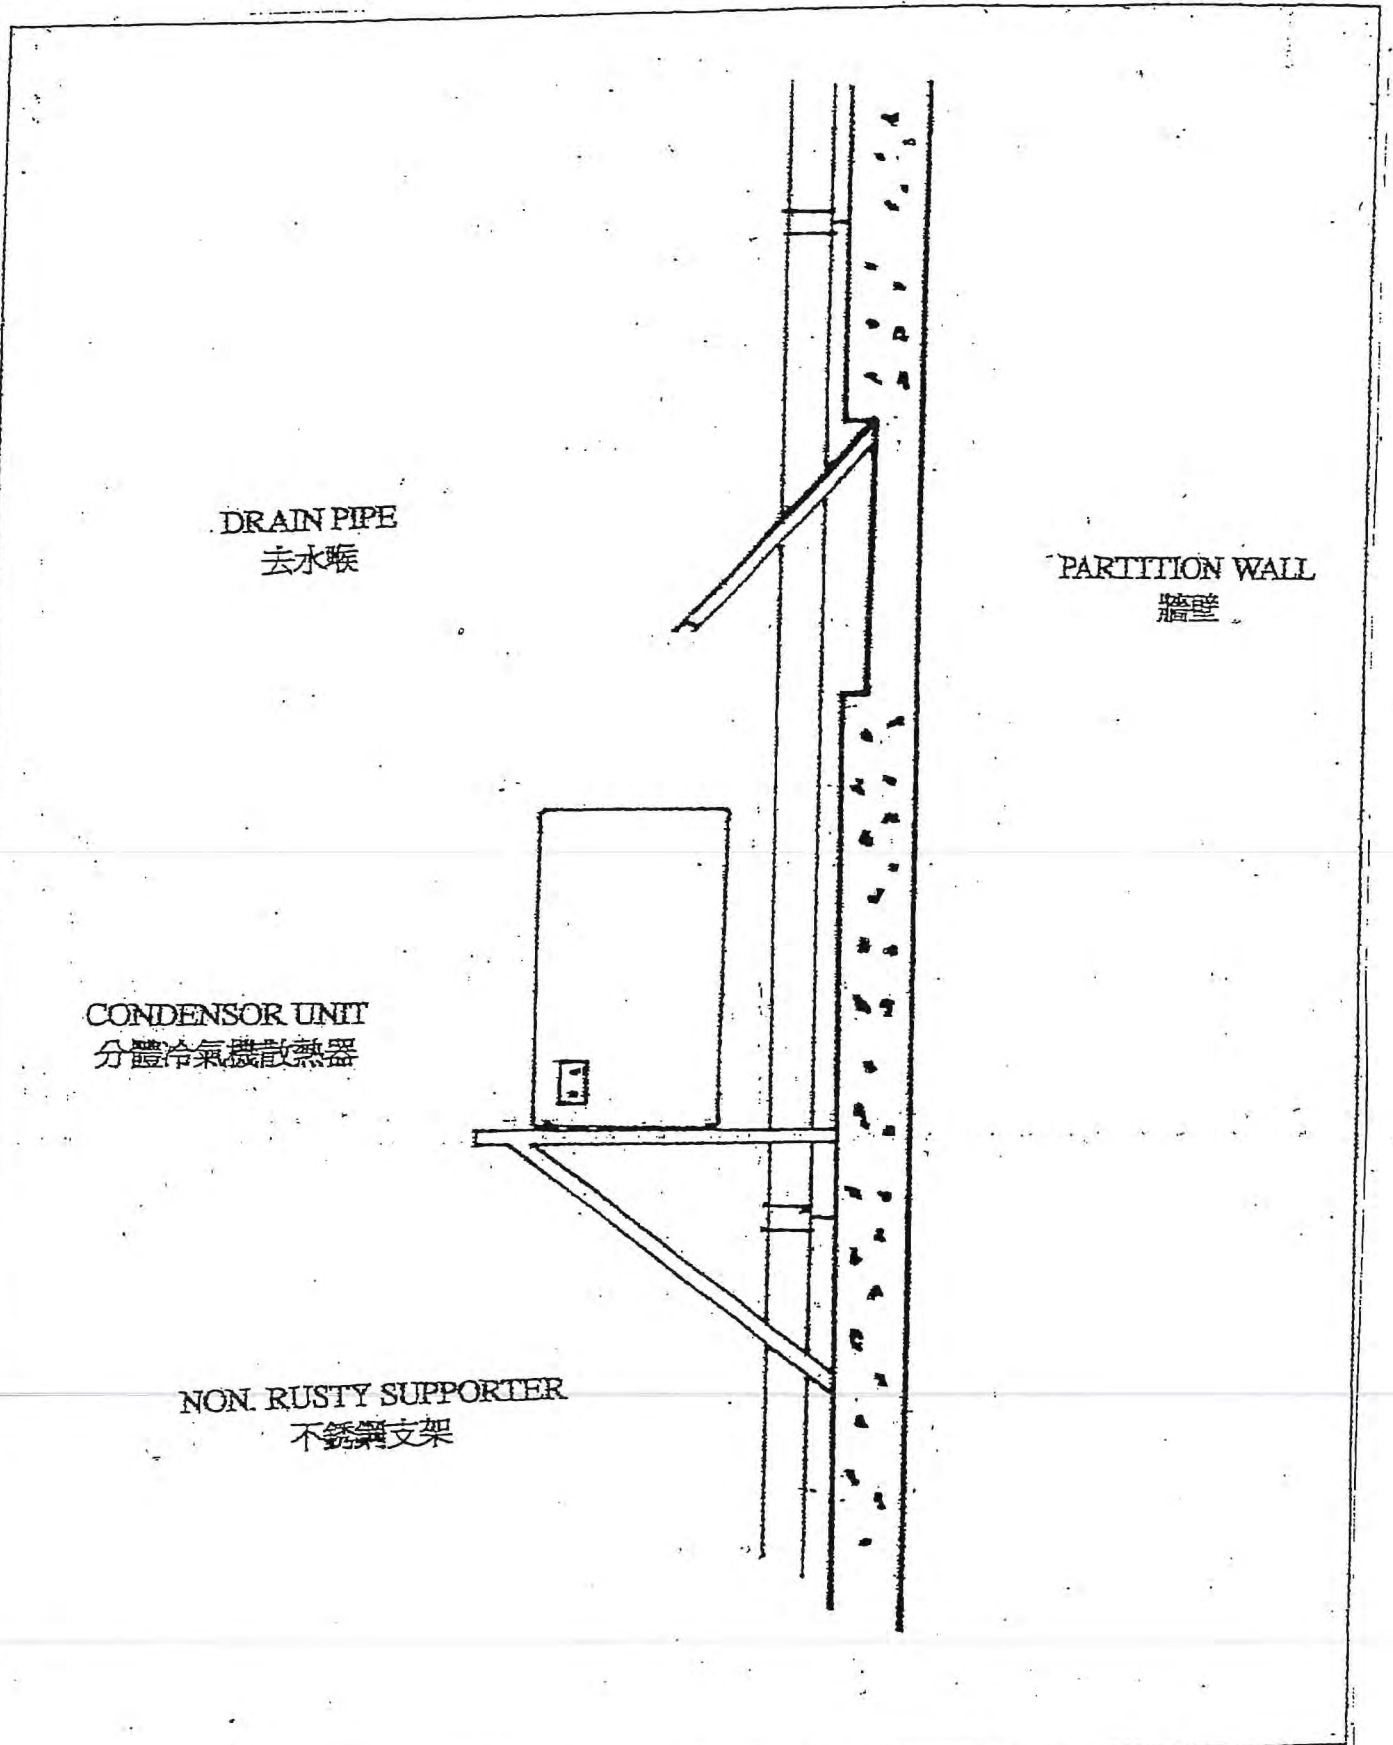 DRAIN PIPE
去水喉
PARTITION WALL
牆壁
CONDENSOR UNIT
分體冷氣機散熱器
NON. RUSTY SUPPORTER
不銹鋼支架